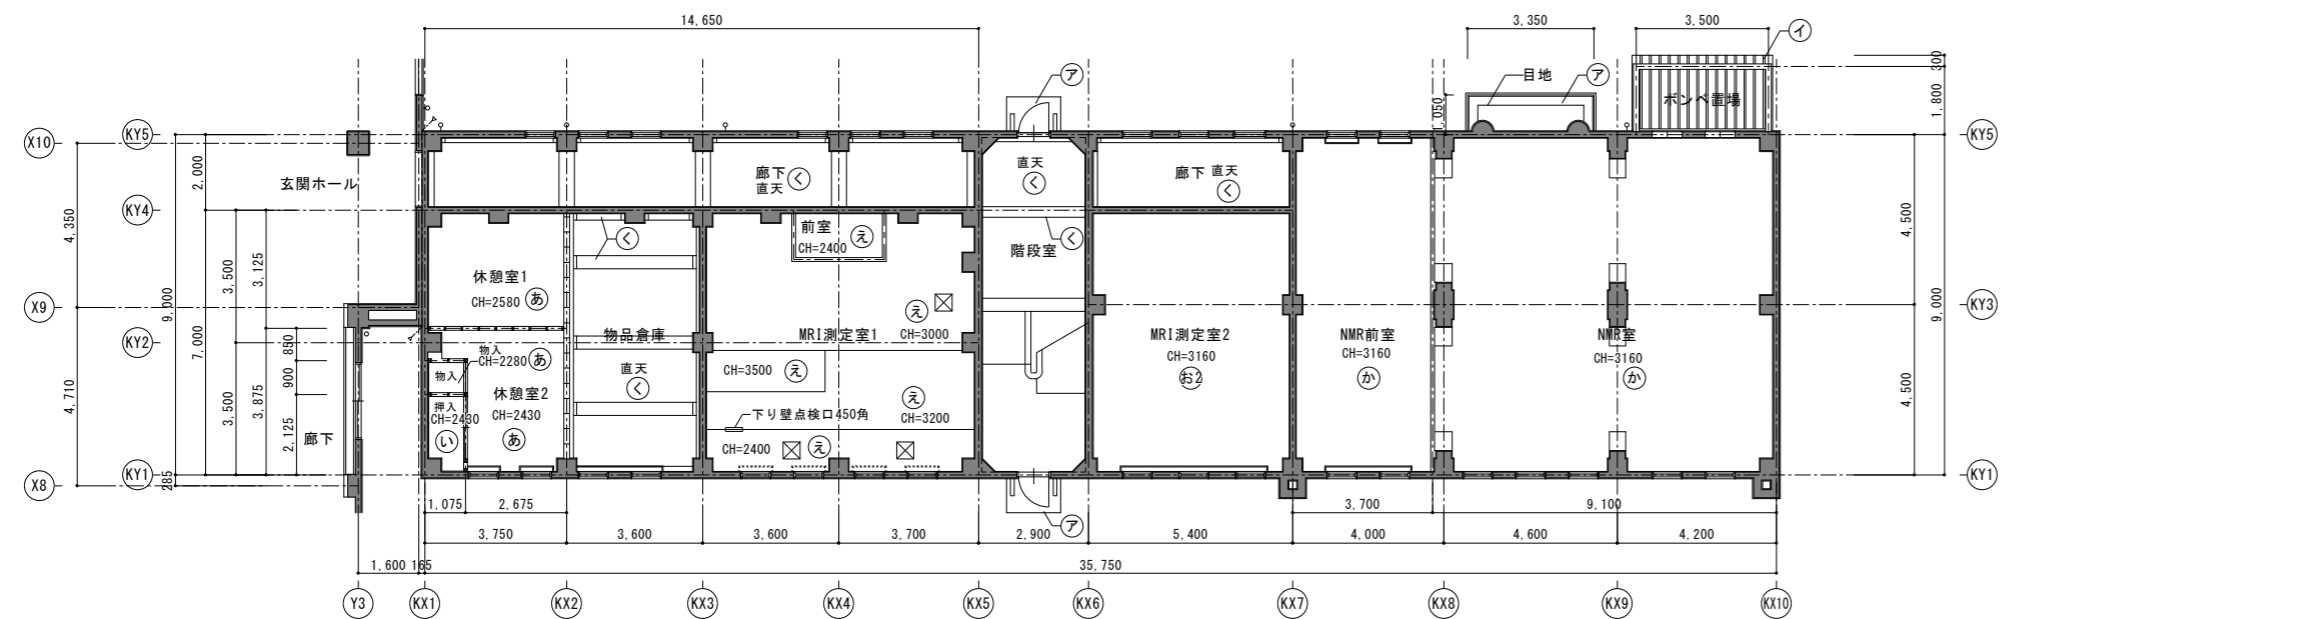 14,650
3,350
3,500
ア
目地
ア
イ
ボンベ置場
300
1,800
1,050
X10
KY5
KY5
2,000
玄関ホール
廊下
直天
く
直天
く
廊下 直天
く
KY4
4,350
4,500
前室
CH=2400
え
く
階段室
く
3,500
3,125
休憩室1
CH=2580
あ
え
CH=3000
X9
9,000
KY3
9,000
KY2
7,000
850
物入
CH=2280
あ
物品倉庫
MRI測定室1
MRI測定室2
CH=3160
お2
NMR前室
CH=3160
か
NMR室
CH=3160
か
900
物入
直天
く
CH=3500
え
4,710
3,500
3,875
休憩室2
CH=2430
あ
押入
CH=2430
い
え
CH=3200
4,500
下り壁点検口450角
2,125
廊下
CH=2400
え
X8
KY1
KY1
285
1,075
2,675
ア
3,700
9,100
3,750
3,600
3,600
3,700
2,900
5,400
4,000
4,600
4,200
1,600
165
35,750
Y3
KX1
KX2
KX3
KX4
KX5
KX6
KX7
KX8
KX9
KX10